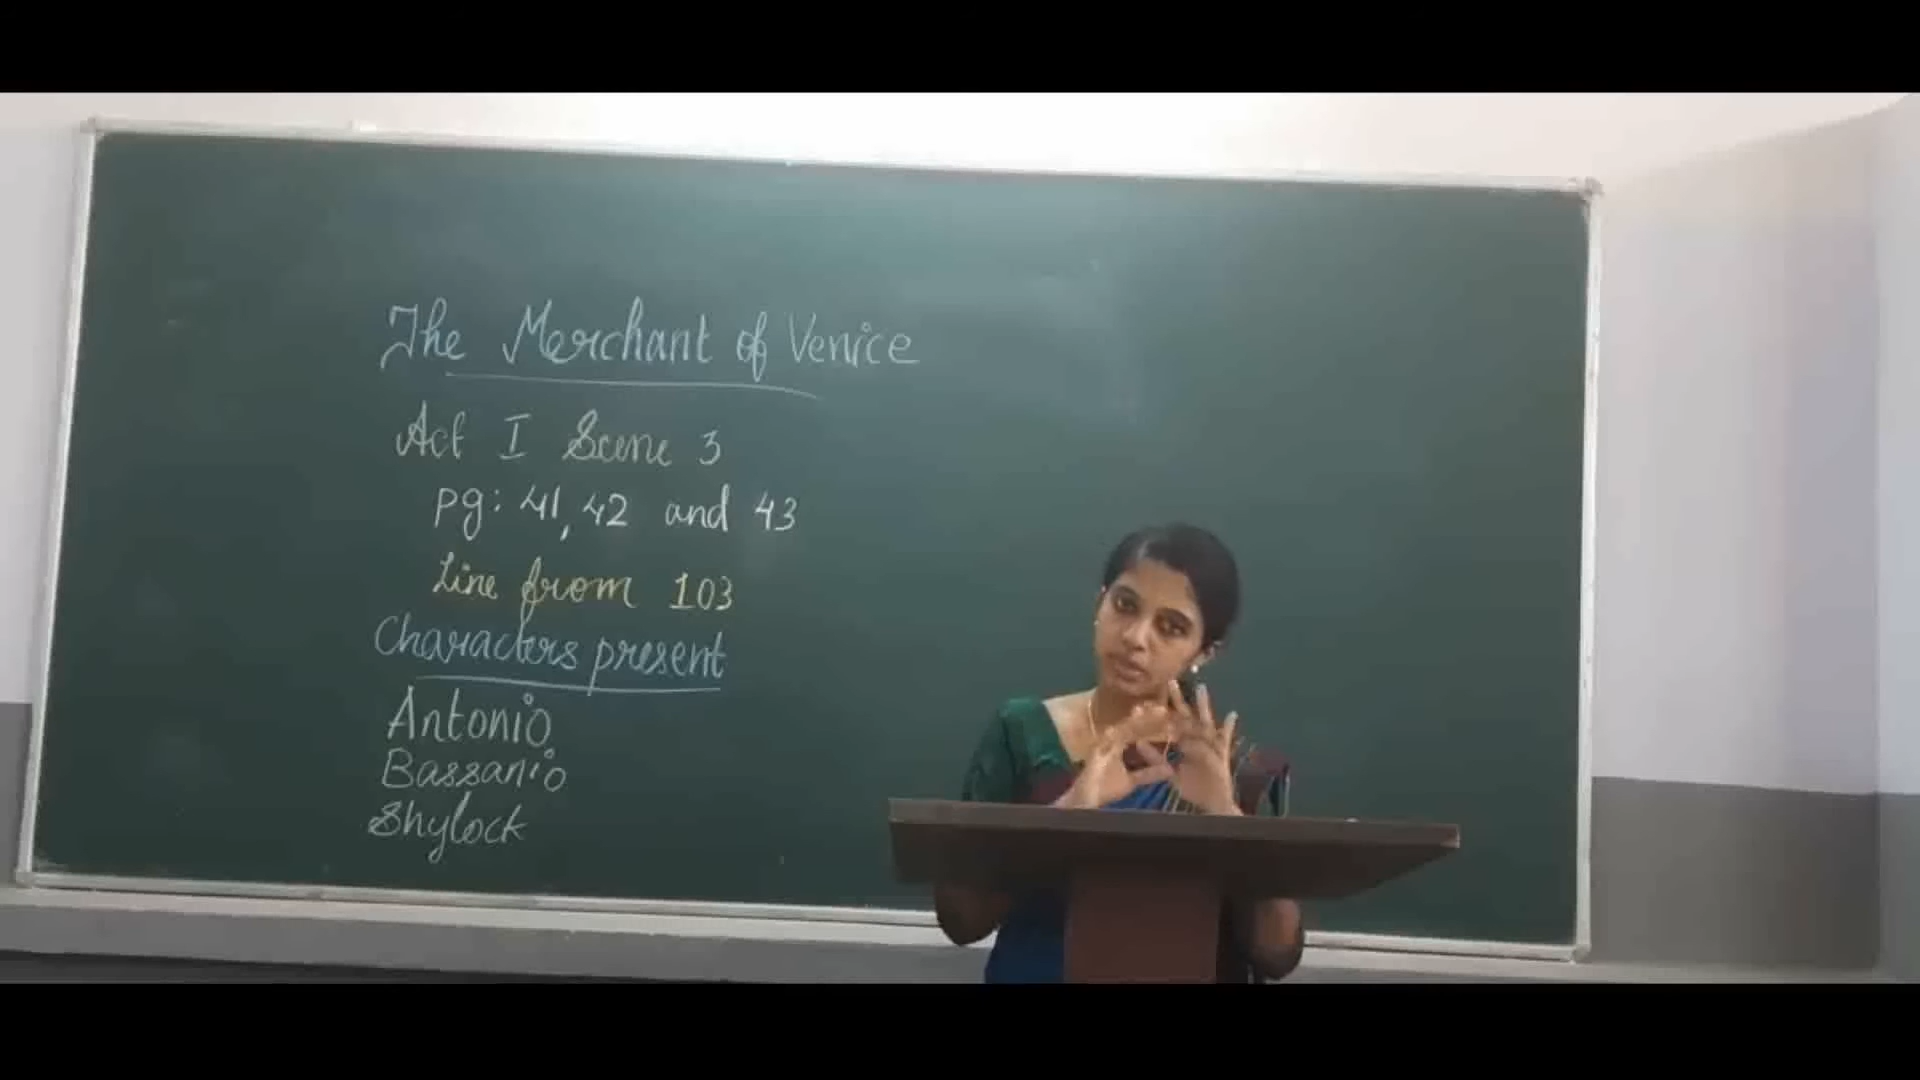 The Merchant of Venice
Act I Scene 3
pg: 41, 42 and 43
Line from 103
Characters present
Antonio
Bassanio
Shylock